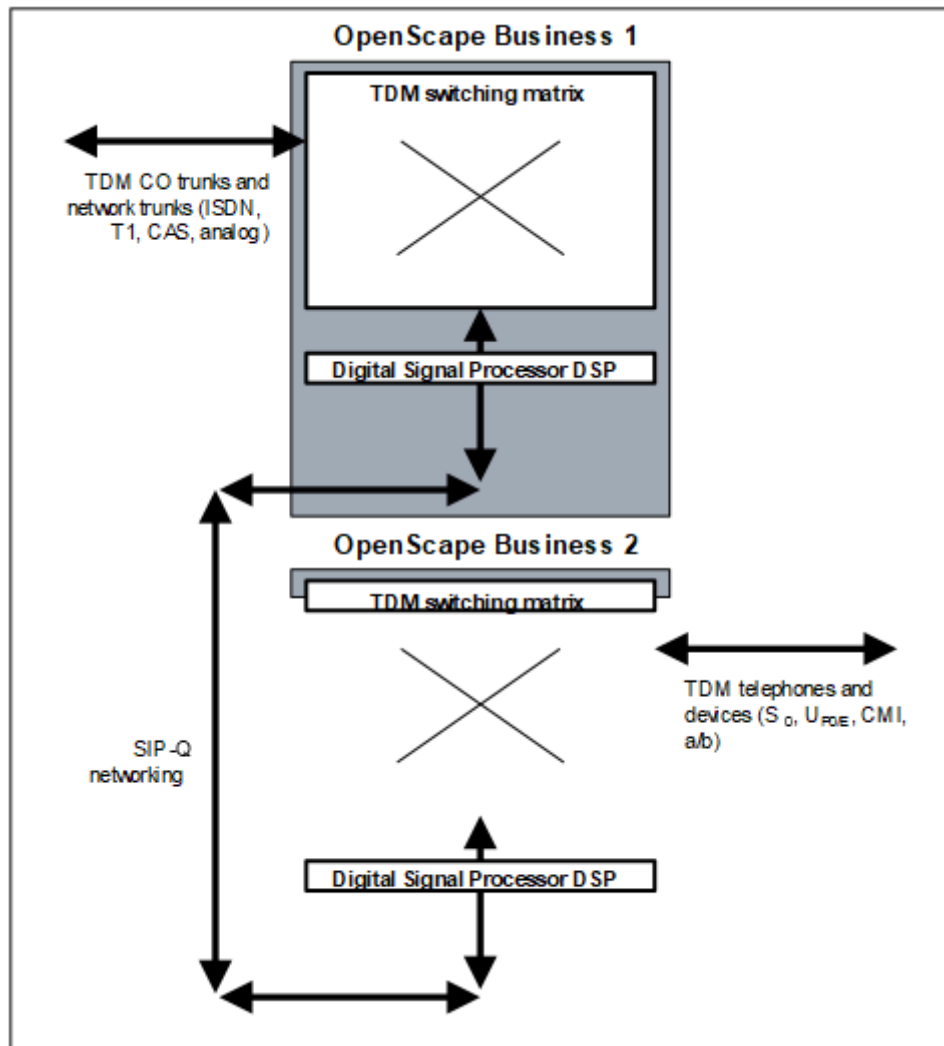 OpenScape Business 1
TDM switching matrix
TDM CO trunks and
network trunks (ISDN,
T1, CAS, analog)
Digital Signal Processor DSP
OpenScape Business 2
TDM switching matrix
TDM telephones and
devices (S₀, U_P0/E, CMI,
a/b)
SIP-Q
networking
Digital Signal Processor DSP